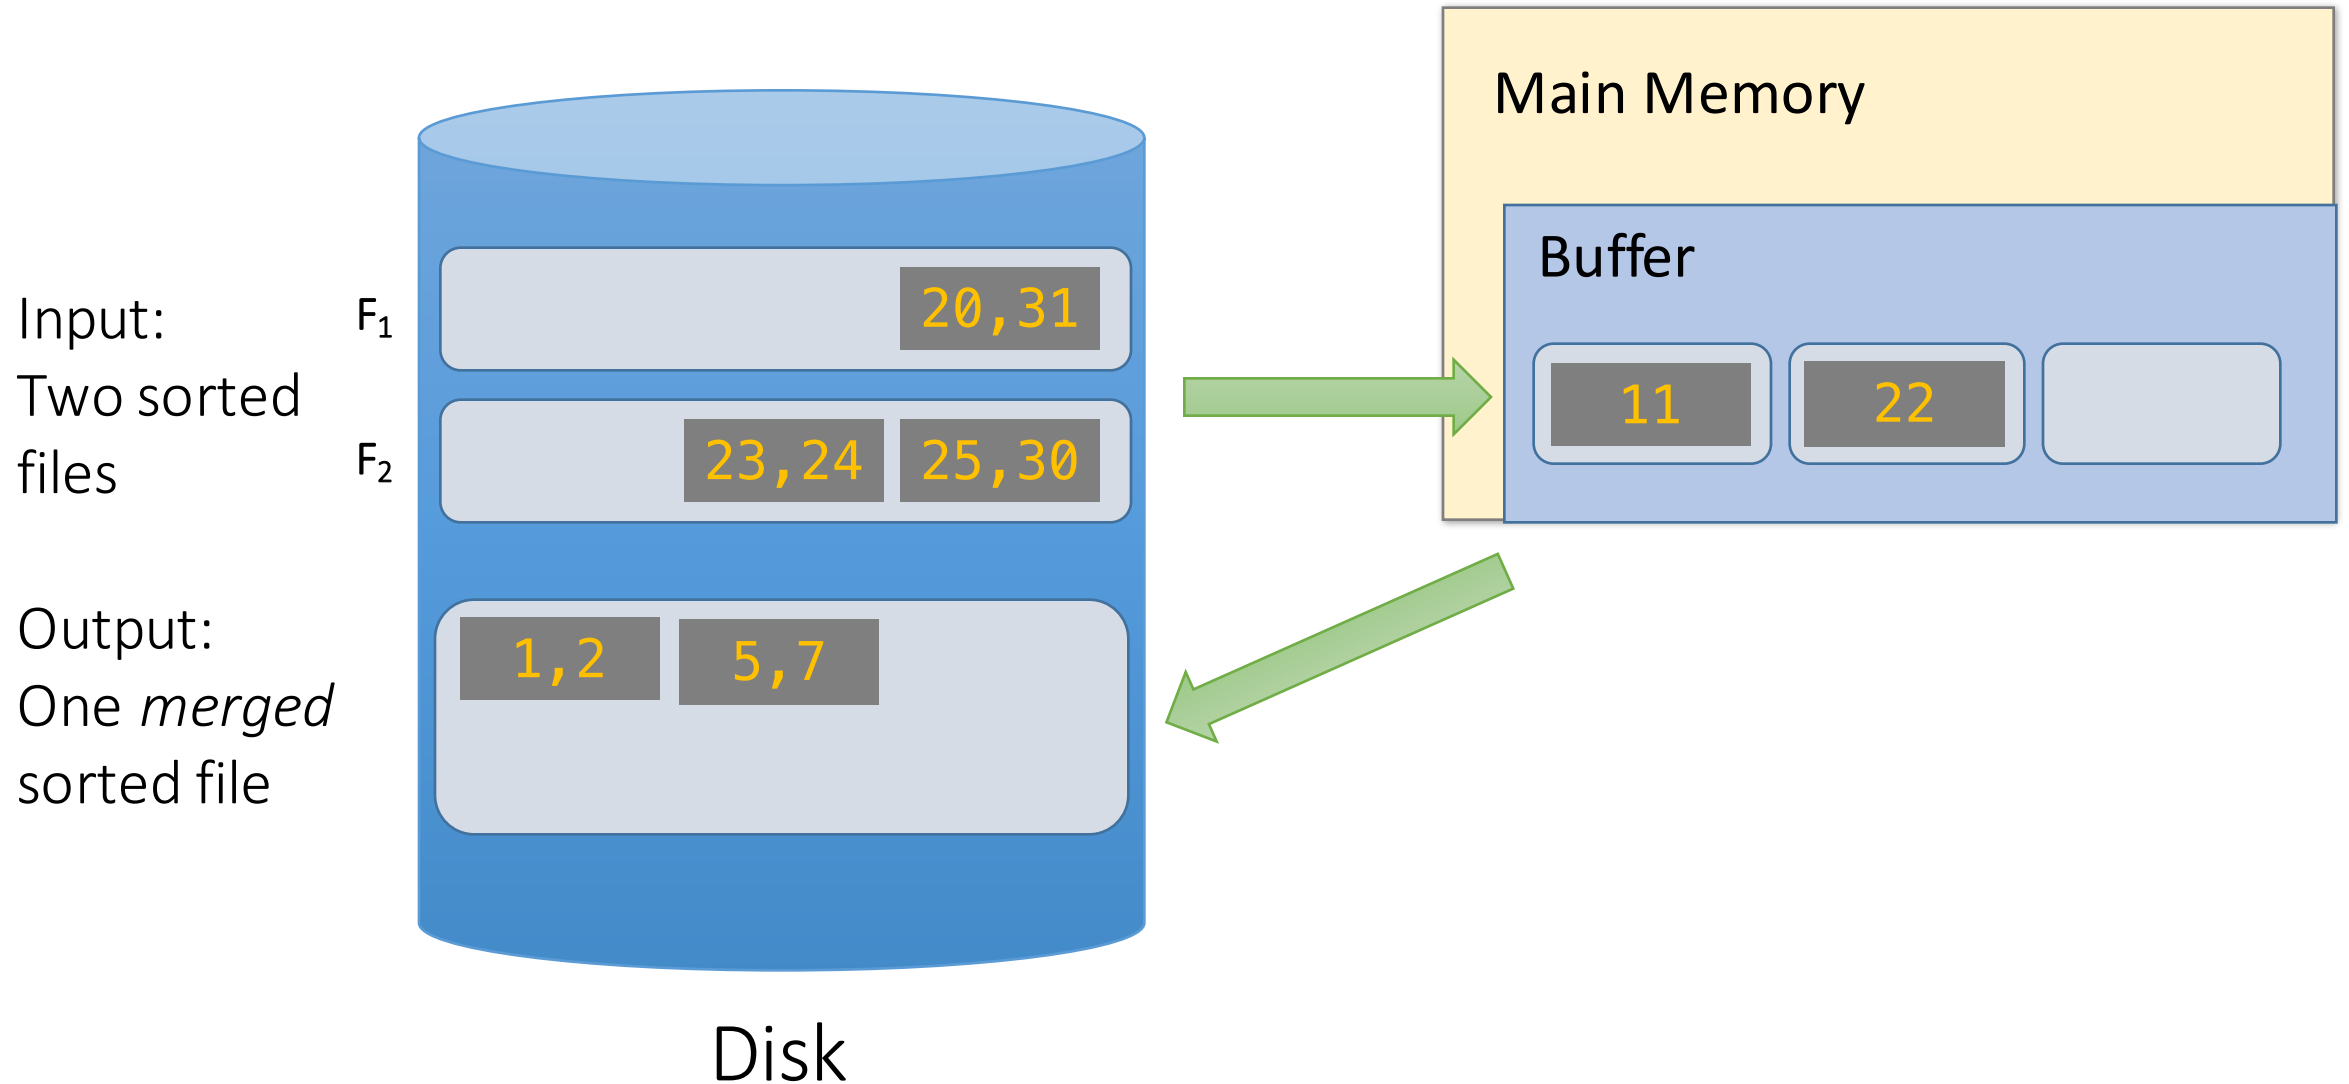 Main Memory
Buffer
11
22
Input:
Two sorted
files
F1
20,31
F2
23,24
25,30
Output:
One merged
sorted file
1,2
5,7
Disk